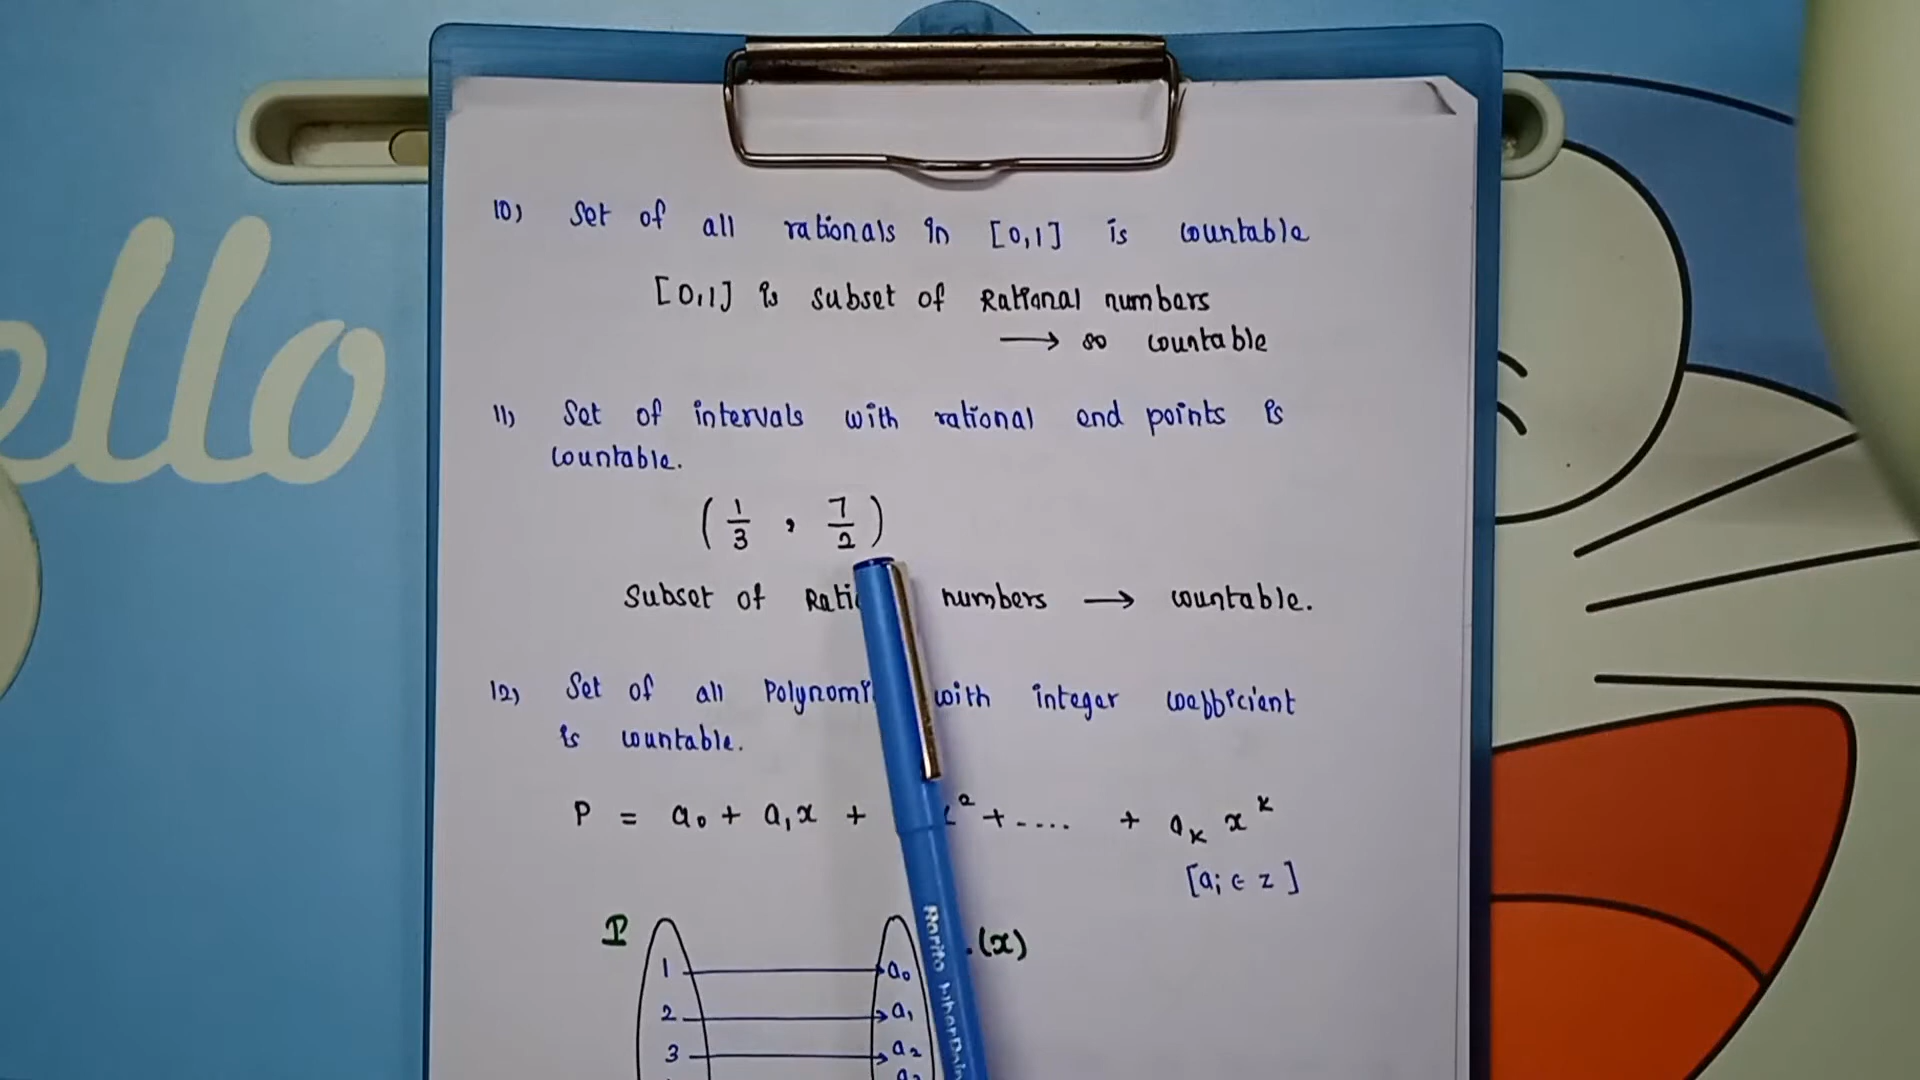 ello
10) Set of all rationals in [0,1] is countable
[0,1] is subset of Rational numbers
⟶ so countable
11) Set of intervals with rational end points is
countable.
(1/3 , 7/2)
Subset of numbers ⟶ countable.
12) Set of all with integer coefficient
is countable.
P = a₀ + a₁x + + .... + aₖ xᵏ
[aᵢ ∈ z]
I (x)
1 a₀
2 a₁
3 a₂